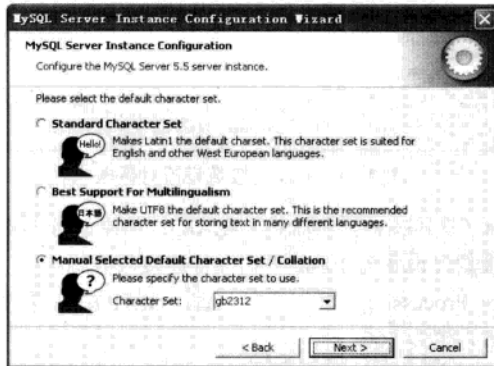 MySQL Server Instance Configuration Wizard
MySQL Server Instance Configuration
Configure the MySQL Server 5.5 server instance.
Please select the default character set.
Standard Character Set
Hello!
Makes Latin1 the default charset. This character set is suited for
English and other West European languages.
Best Support For Multilingualism
日本語
Make UTF8 the default character set. This is the recommended
character set for storing text in many different languages.
Manual Selected Default Character Set / Collation
?
Please specify the character set to use.
Character Set: gb2312
< Back Next > Cancel